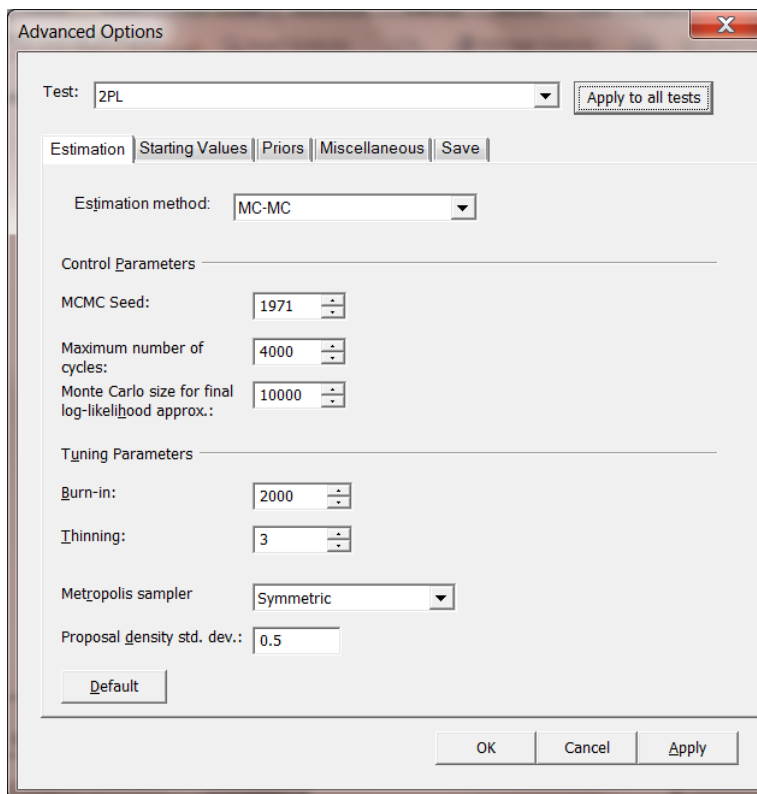 Advanced Options
Test: 2PL Apply to all tests
Estimation Starting Values Priors Miscellaneous Save
Estimation method: MC-MC
Control Parameters
MCMC Seed: 1971
Maximum number of
cycles: 4000
Monte Carlo size for final
log-likelihood approx.: 10000
Tuning Parameters
Burn-in: 2000
Thinning: 3
Metropolis sampler Symmetric
Proposal density std. dev.: 0.5
Default
OK Cancel Apply